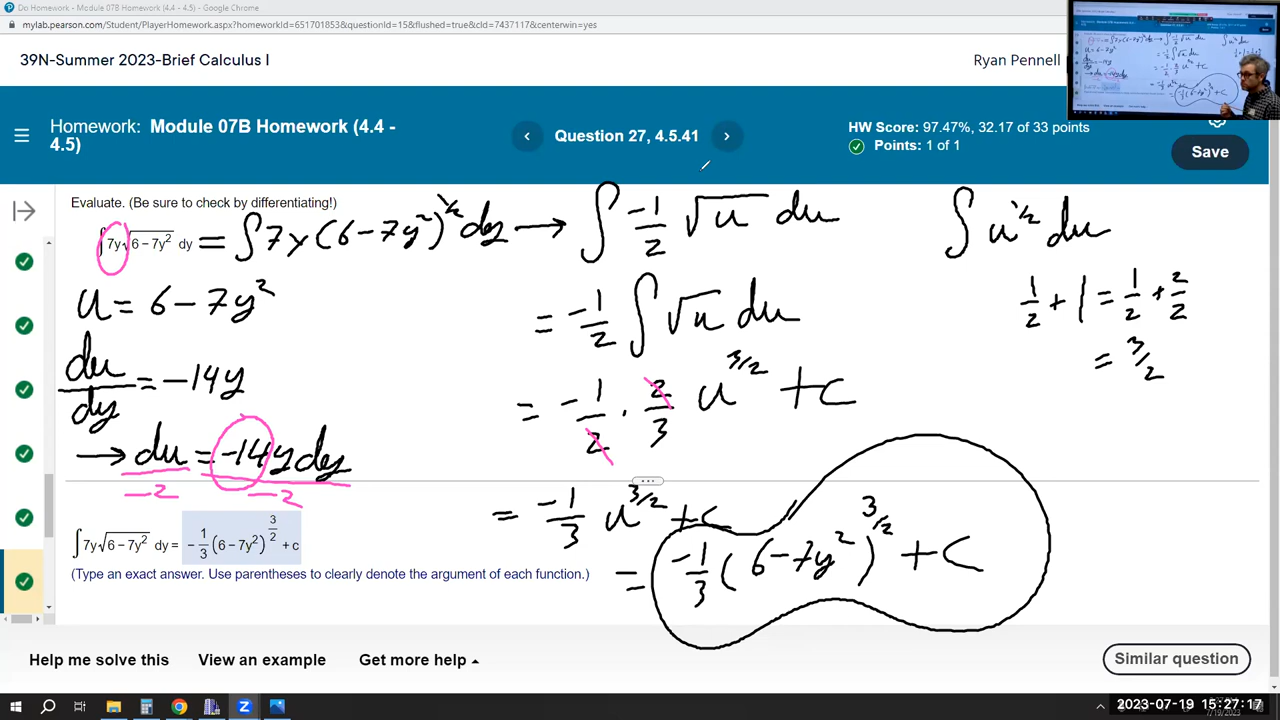 Do Homework - Module 07B Homework (4.4 - 4.5) - Google Chrome
mylab.pearson.com/Student/PlayerHomework.aspx?homeworkId=651701853&questionId=15&flushed=true&cId=7437117&centerwin=yes
39N-Summer 2023-Brief Calculus I
Ryan Pennell
Homework: Module 07B Homework (4.4 -
4.5)
Question 27, 4.5.41
HW Score: 97.47%, 32.17 of 33 points
Points: 1 of 1
Save
Evaluate. (Be sure to check by differentiating!)
∫7y√(6−7y²) dy = ∫7y(6−7y²)^½ dy → ∫ -1/2 √u du
∫u^½ du
u = 6−7y²
= -1/2 ∫√u du
1/2 + 1 = 1/2 + 2/2
= 3/2
du/dy = −14y
= -1/2 · 2/3 u^3/2 + c
→ du = −14y dy
−2 −2
= -1/3 u^3/2 + c
= -1/3 (6−7y²)^3/2 + C
∫7y√(6−7y²) dy = −1/3 (6−7y²)^3/2 + c
(Type an exact answer. Use parentheses to clearly denote the argument of each function.)
Help me solve this
View an example
Get more help
Similar question
2023-07-19 15:27:17